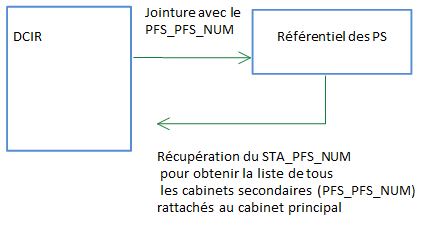 Jointure avec le
PFS_PFS_NUM
DCIR
Référentiel des PS
Récupération du STA_PFS_NUM
pour obtenir la liste de tous
les cabinets secondaires (PFS_PFS_NUM)
rattachés au cabinet principal